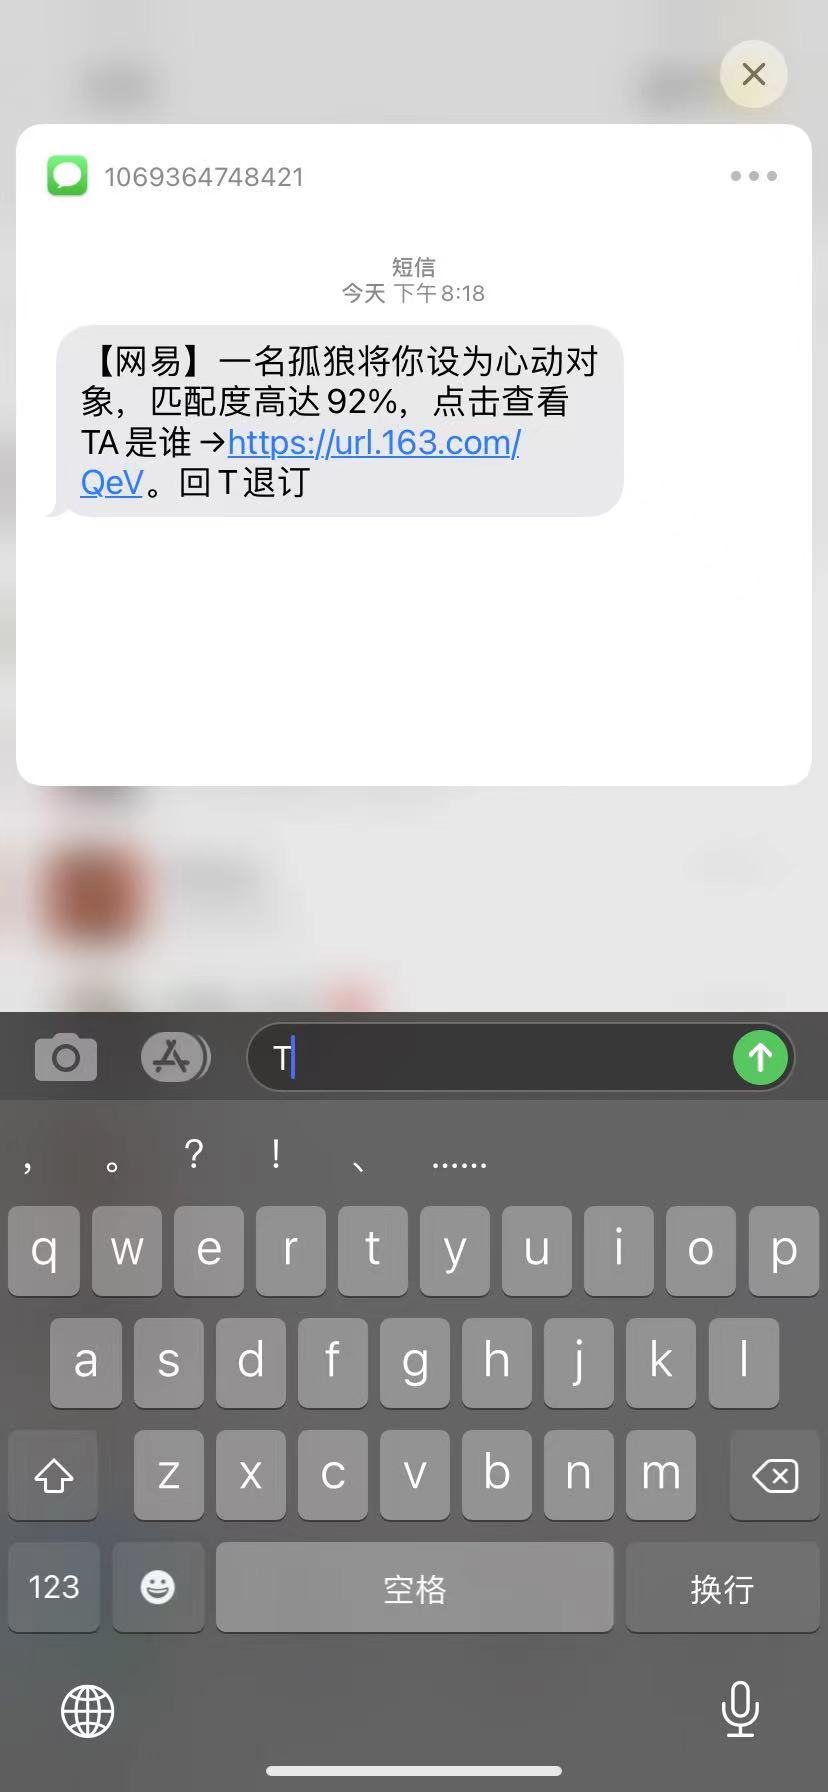 1069364748421
短信
今天 下午8:18
【网易】一名孤狼将你设为心动对
象，匹配度高达92%，点击查看
TA是谁→https://url.163.com/
QeV。回T退订
T
， 。 ? ! 、 ……
q w e r t y u i o p
a s d f g h j k l
z x c v b n m
123 空格 换行